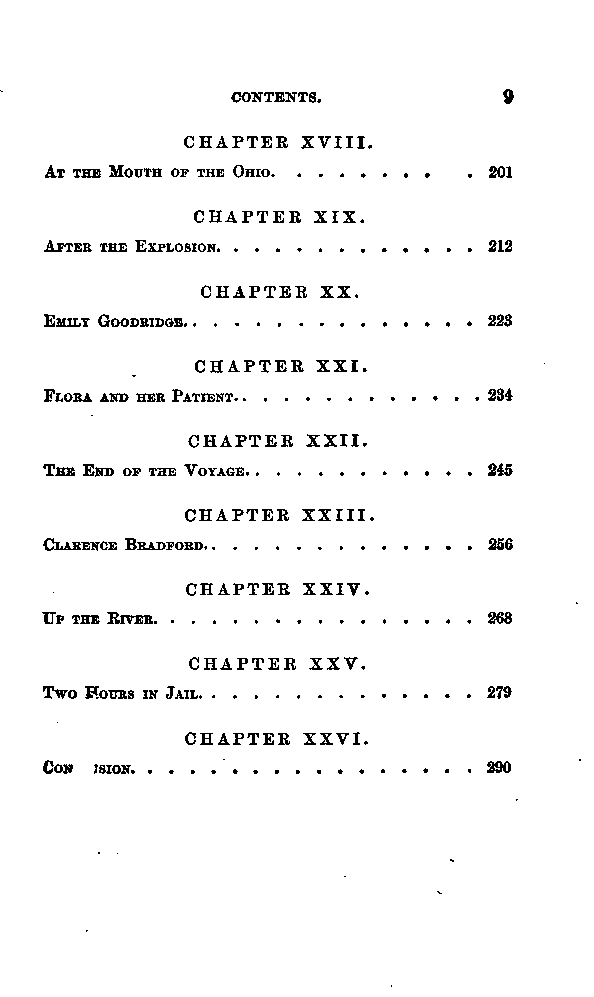 CONTENTS. 9
CHAPTER XVIII.
AT THE MOUTH OF THE OHIO. . . . . . . . . 201
CHAPTER XIX.
AFTER THE EXPLOSION. . . . . . . . . . . . . 212
CHAPTER XX.
EMILY GOODRIDGE. . . . . . . . . . . . . . . 223
CHAPTER XXI.
FLORA AND HER PATIENT. . . . . . . . . . . . . 234
CHAPTER XXII.
THE END OF THE VOYAGE. . . . . . . . . . . . 245
CHAPTER XXIII.
CLARENCE BRADFORD. . . . . . . . . . . . . . 256
CHAPTER XXIV.
UP THE RIVER. . . . . . . . . . . . . . . . 268
CHAPTER XXV.
TWO HOURS IN JAIL. . . . . . . . . . . . . . 279
CHAPTER XXVI.
. . . . . . . . . . . . . . . . . 290